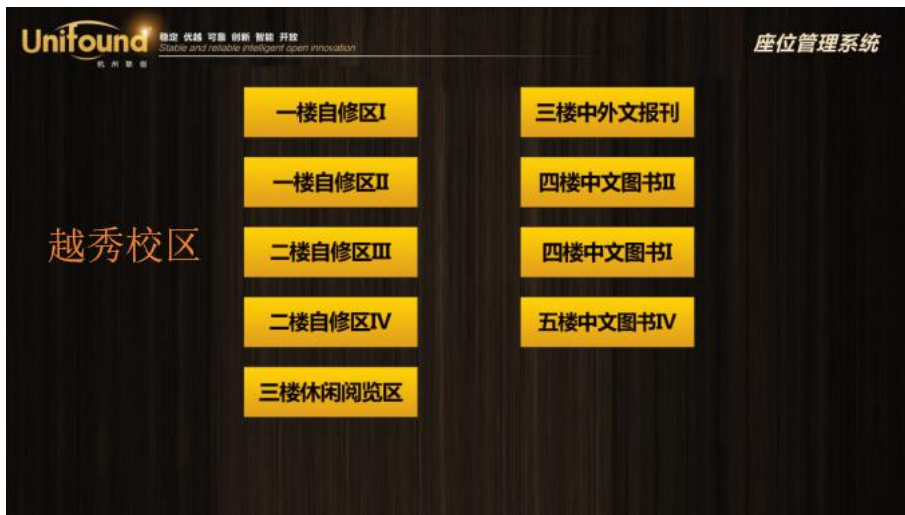 Unifound
稳定 优越 可靠 创新 智能 开放
Stable and reliable intelligent open innovation
杭州联创
座位管理系统
越秀校区
一楼自修区I
一楼自修区II
二楼自修区III
二楼自修区IV
三楼休闲阅览区
三楼中外文报刊
四楼中文图书II
四楼中文图书I
五楼中文图书IV